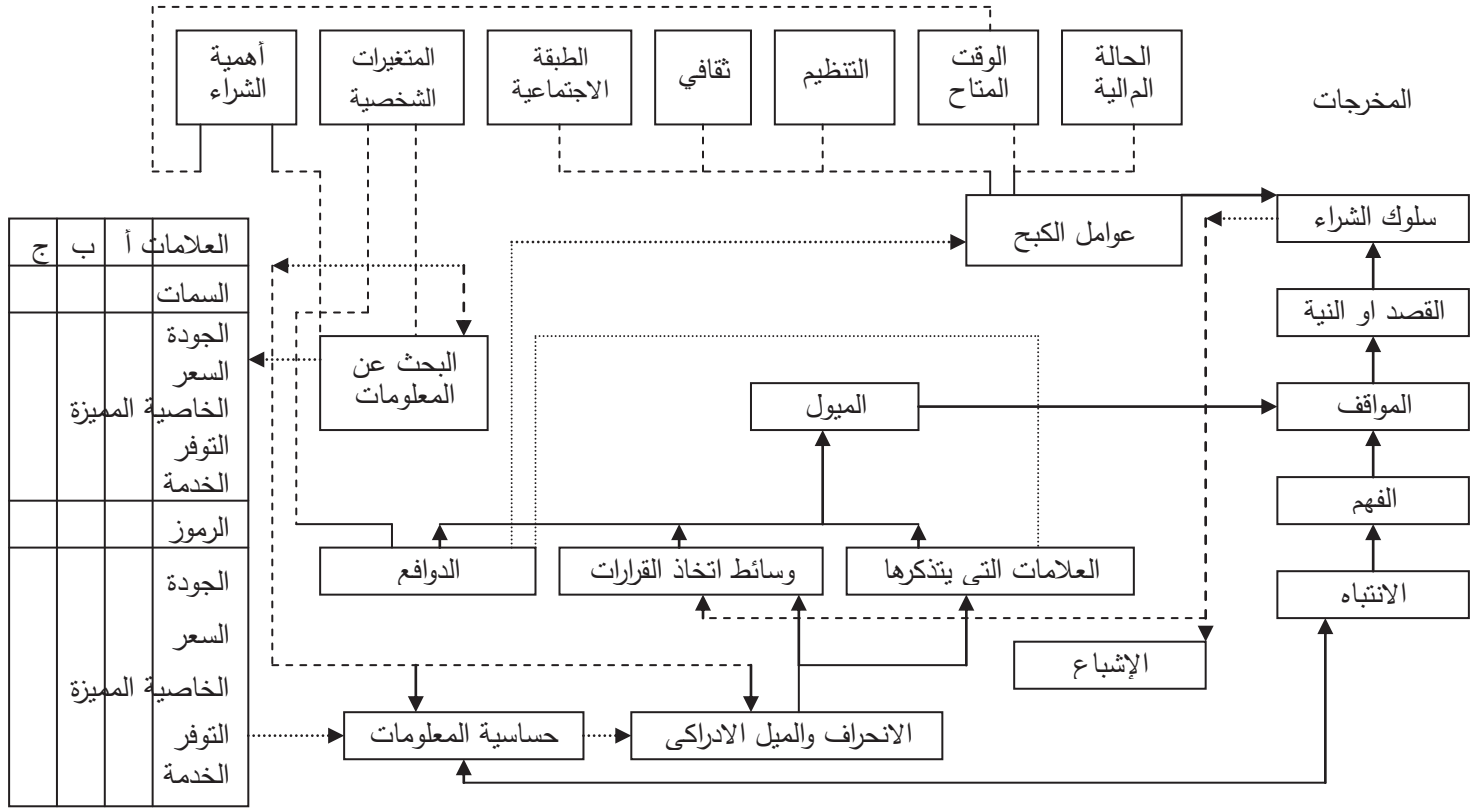 المخرجات
الحالة
المالية
الوقت
المتاح
التنظيم
ثقافي
الطبقة
الاجتماعية
المتغيرات
الشخصية
أهمية
الشراء
سلوك الشراء
عوامل الكبح
العلامات أ ب ج
السمات
القصد او النية
الجودة
السعر
الخاصية المميزة
التوفر
الخدمة
البحث عن
المعلومات
الميول
المواقف
الفهم
الرموز
الجودة
السعر
الخاصية المميزة
التوفر
الخدمة
العلامات التي يتذكرها
وسائط اتخاذ القرارات
الدوافع
الانتباه
الإشباع
الانحراف والميل الادراكى
حساسية المعلومات